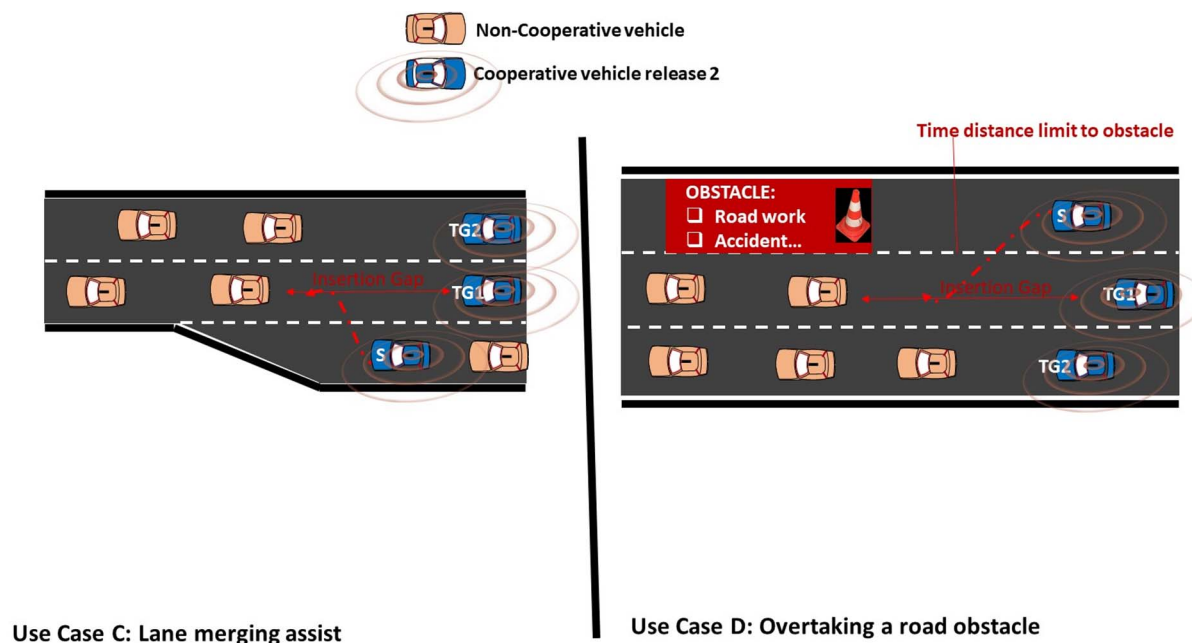 Non-Cooperative vehicle
Cooperative vehicle release 2
Time distance limit to obstacle
TG2
Insertion Gap
TG1
S
OBSTACLE:
❑ Road work
❑ Accident...
S
Insertion Gap
TG1
TG2
Use Case C: Lane merging assist
Use Case D: Overtaking a road obstacle